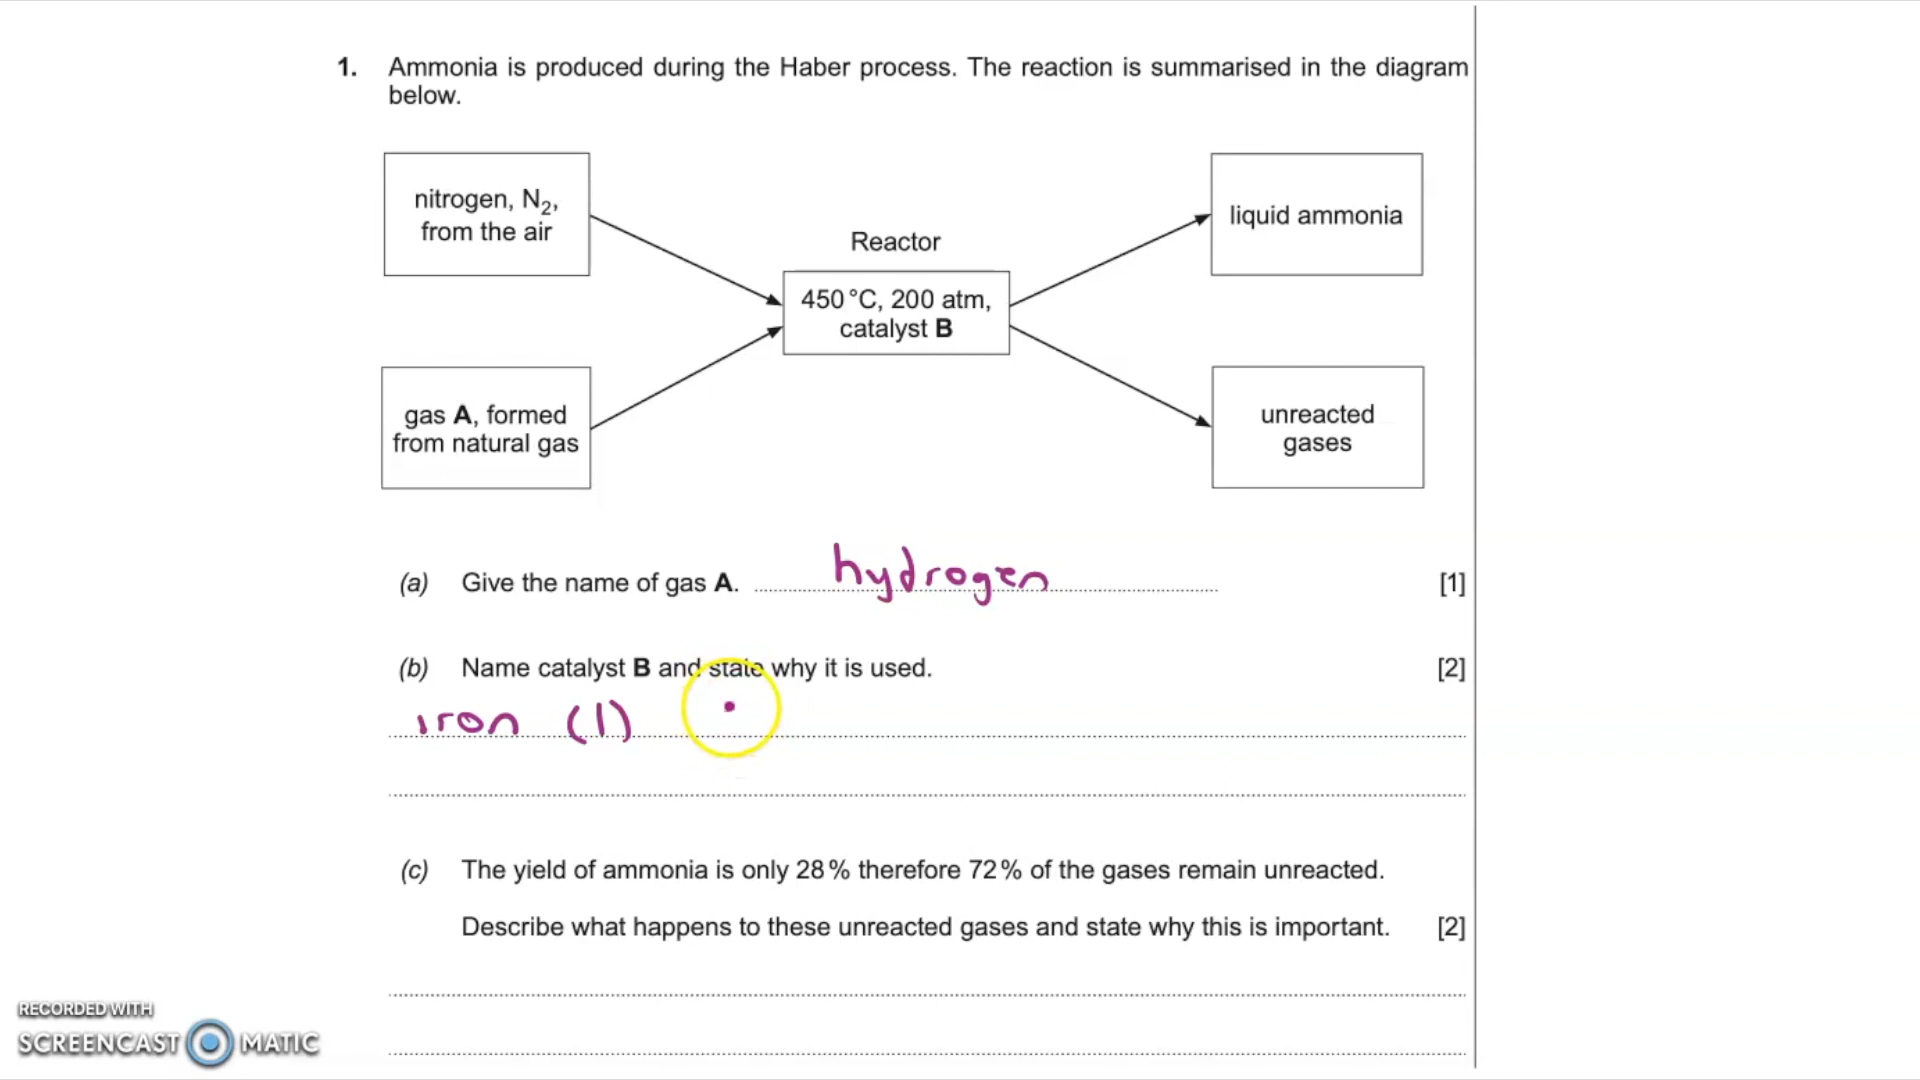 1. Ammonia is produced during the Haber process. The reaction is summarised in the diagram
below.
nitrogen, N₂,
from the air
liquid ammonia
Reactor
450 °C, 200 atm,
catalyst B
gas A, formed
from natural gas
unreacted
gases
(a) Give the name of gas A. hydrogen [1]
(b) Name catalyst B and state why it is used. [2]
iron (1)
(c) The yield of ammonia is only 28% therefore 72% of the gases remain unreacted.
Describe what happens to these unreacted gases and state why this is important. [2]
RECORDED WITH
SCREENCAST MATIC